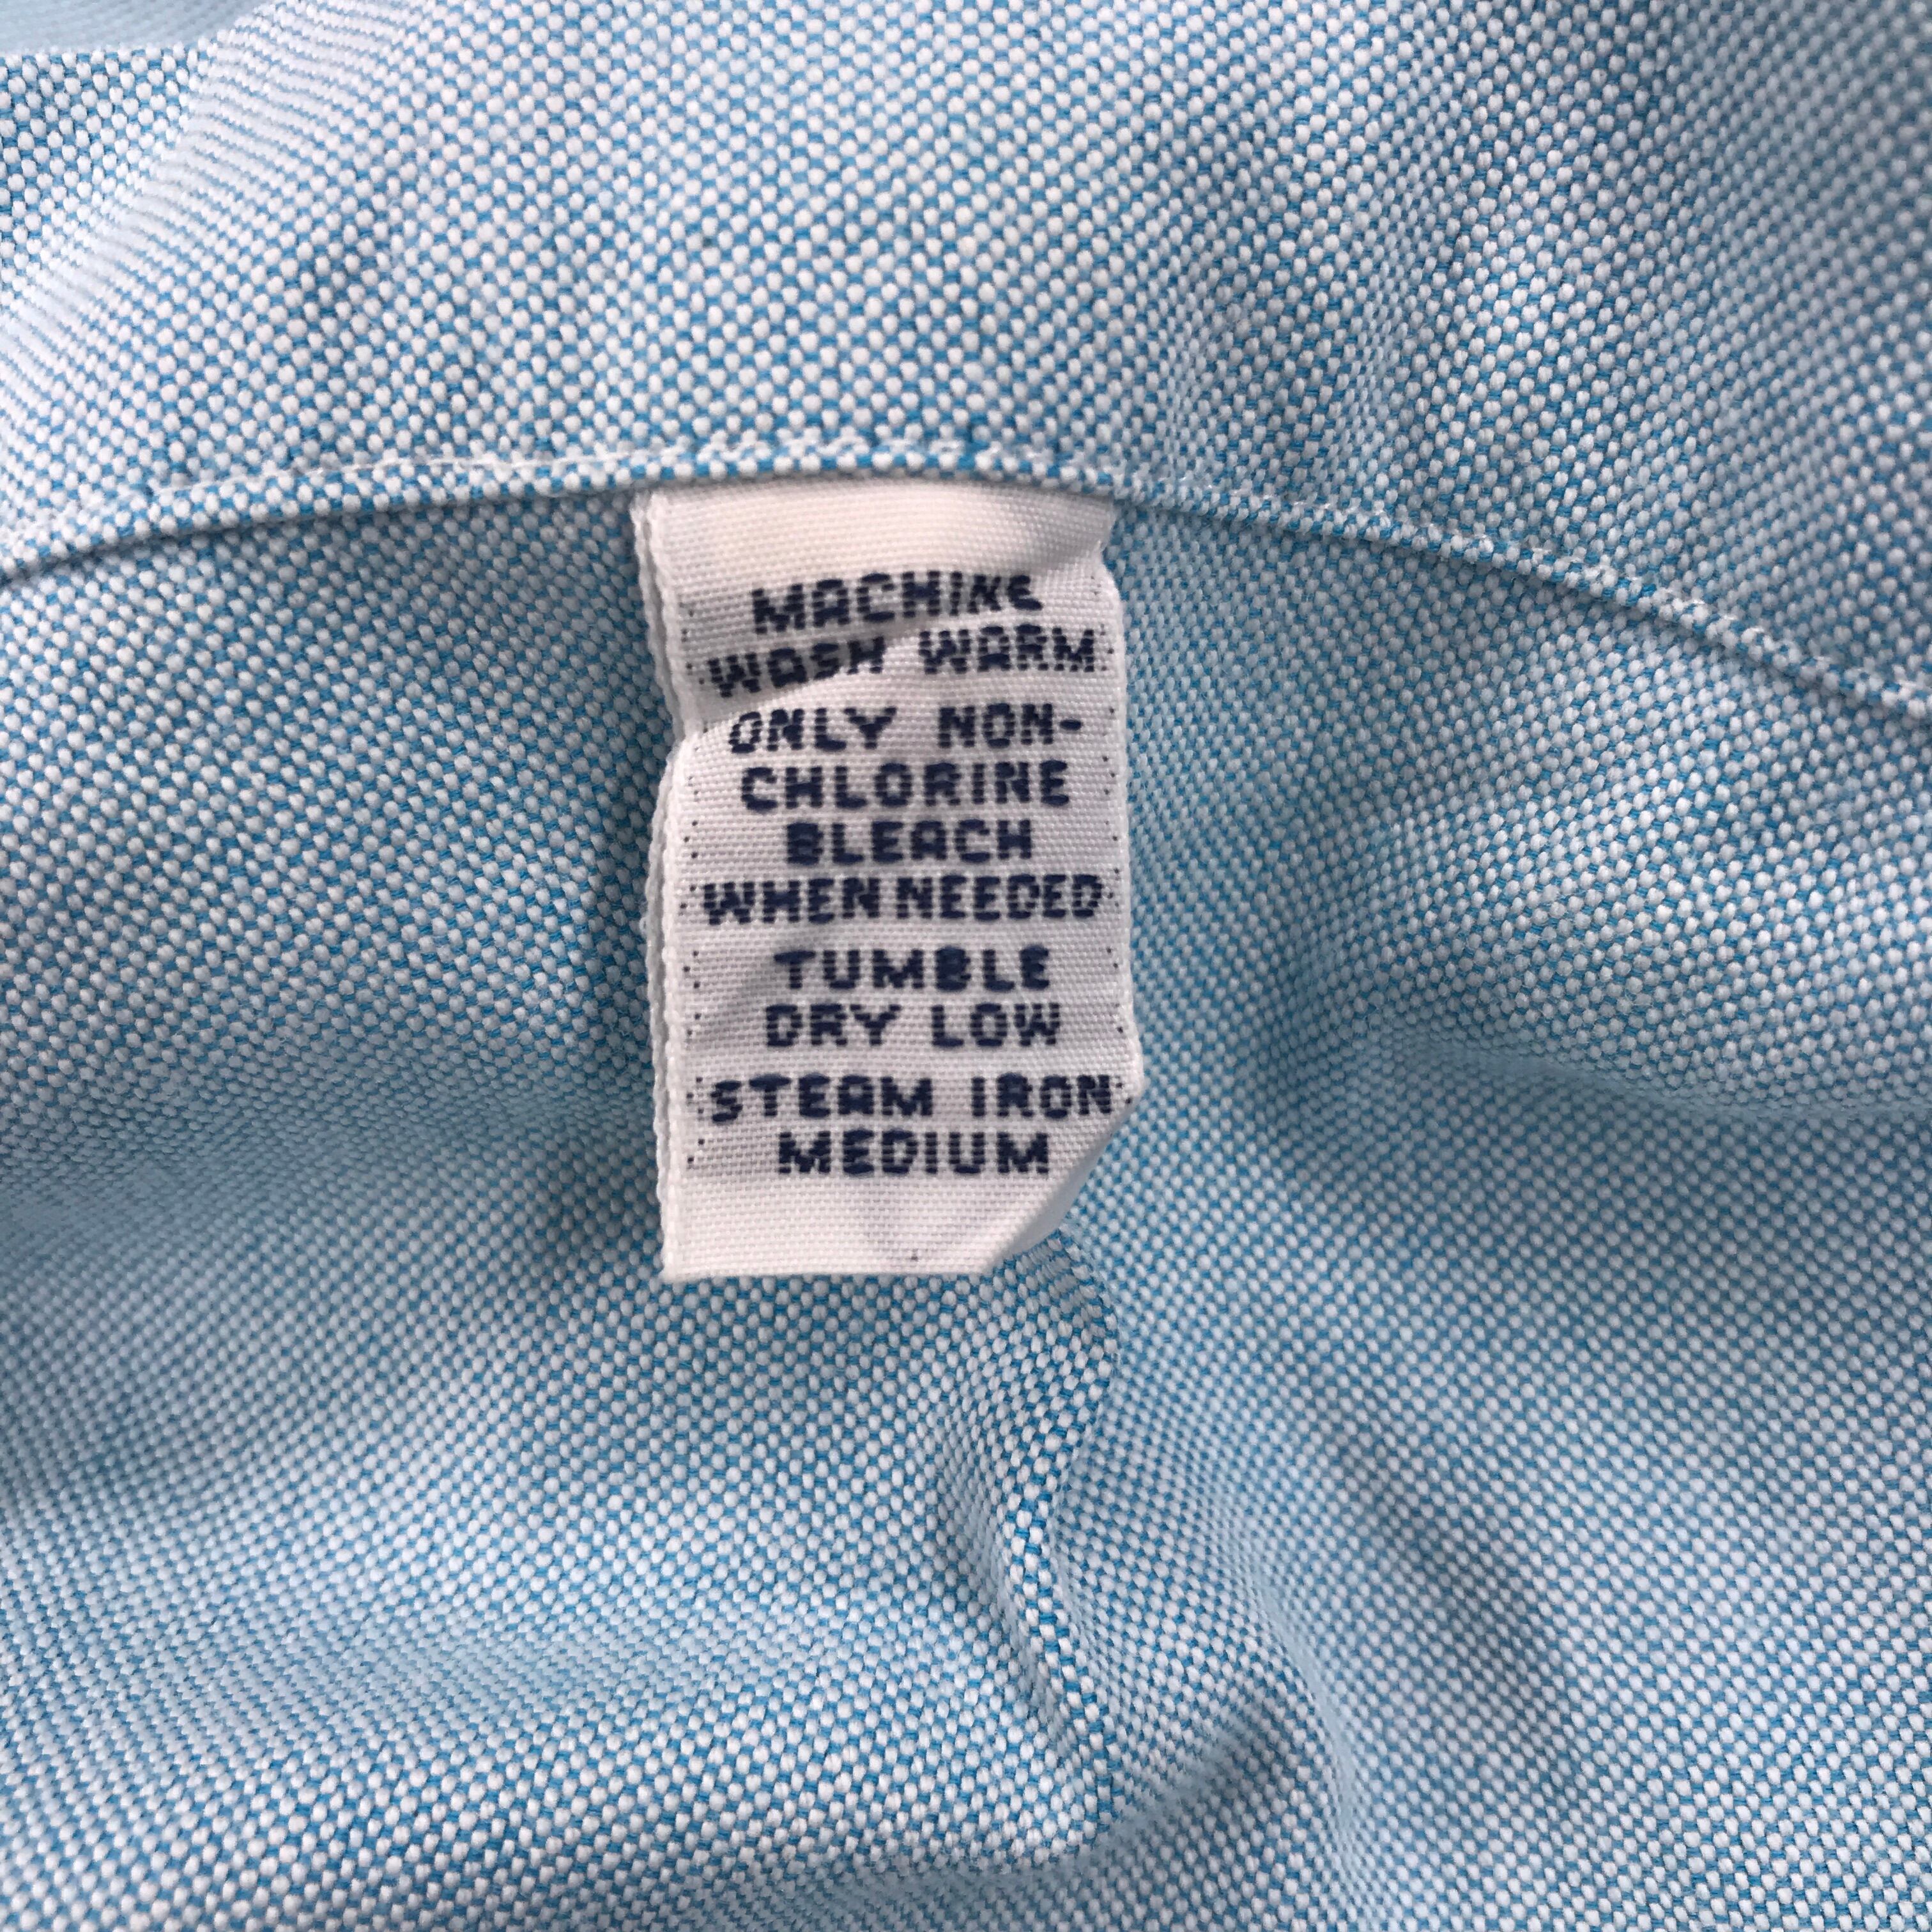 MACHINE
WASH WARM
ONLY NON-
CHLORINE
BLEACH
WHEN NEEDED
TUMBLE
DRY LOW
STEAM IRON
MEDIUM